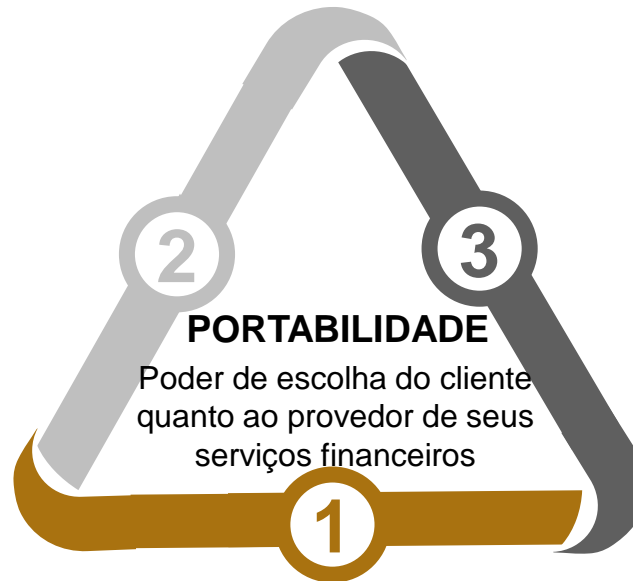 2
3
PORTABILIDADE
Poder de escolha do cliente
quanto ao provedor de seus
serviços financeiros
1